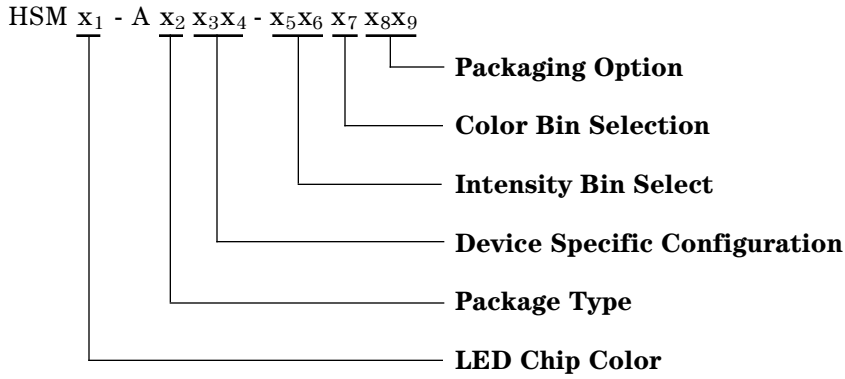 HSM x₁ - A x₂ x₃x₄ - x₅x₆ x₇ x₈x₉
Packaging Option
Color Bin Selection
Intensity Bin Select
Device Specific Configuration
Package Type
LED Chip Color